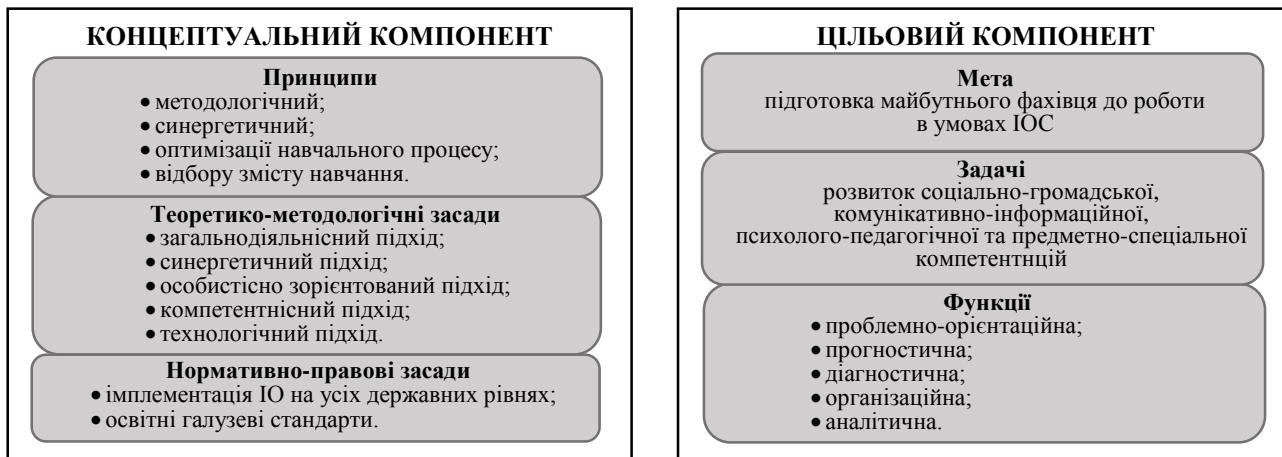 КОНЦЕПТУАЛЬНИЙ КОМПОНЕНТ
Принципи
• методологічний;
• синергетичний;
• оптимізації навчального процесу;
• відбору змісту навчання.
Теоретико-методологічні засади
• загальнодіяльнісний підхід;
• синергетичний підхід;
• особистісно зорієнтований підхід;
• компетентнісний підхід;
• технологічний підхід.
Нормативно-правові засади
• імплементація ІО на усіх державних рівнях;
• освітні галузеві стандарти.
ЦІЛЬОВИЙ КОМПОНЕНТ
Мета
підготовка майбутнього фахівця до роботи
в умовах ІОС
Задачі
розвиток соціально-громадської,
комунікативно-інформаційної,
психолого-педагогічної та предметно-спеціальної
компетентнцій
Функції
• проблемно-орієнтаційна;
• прогностична;
• діагностична;
• організаційна;
• аналітична.